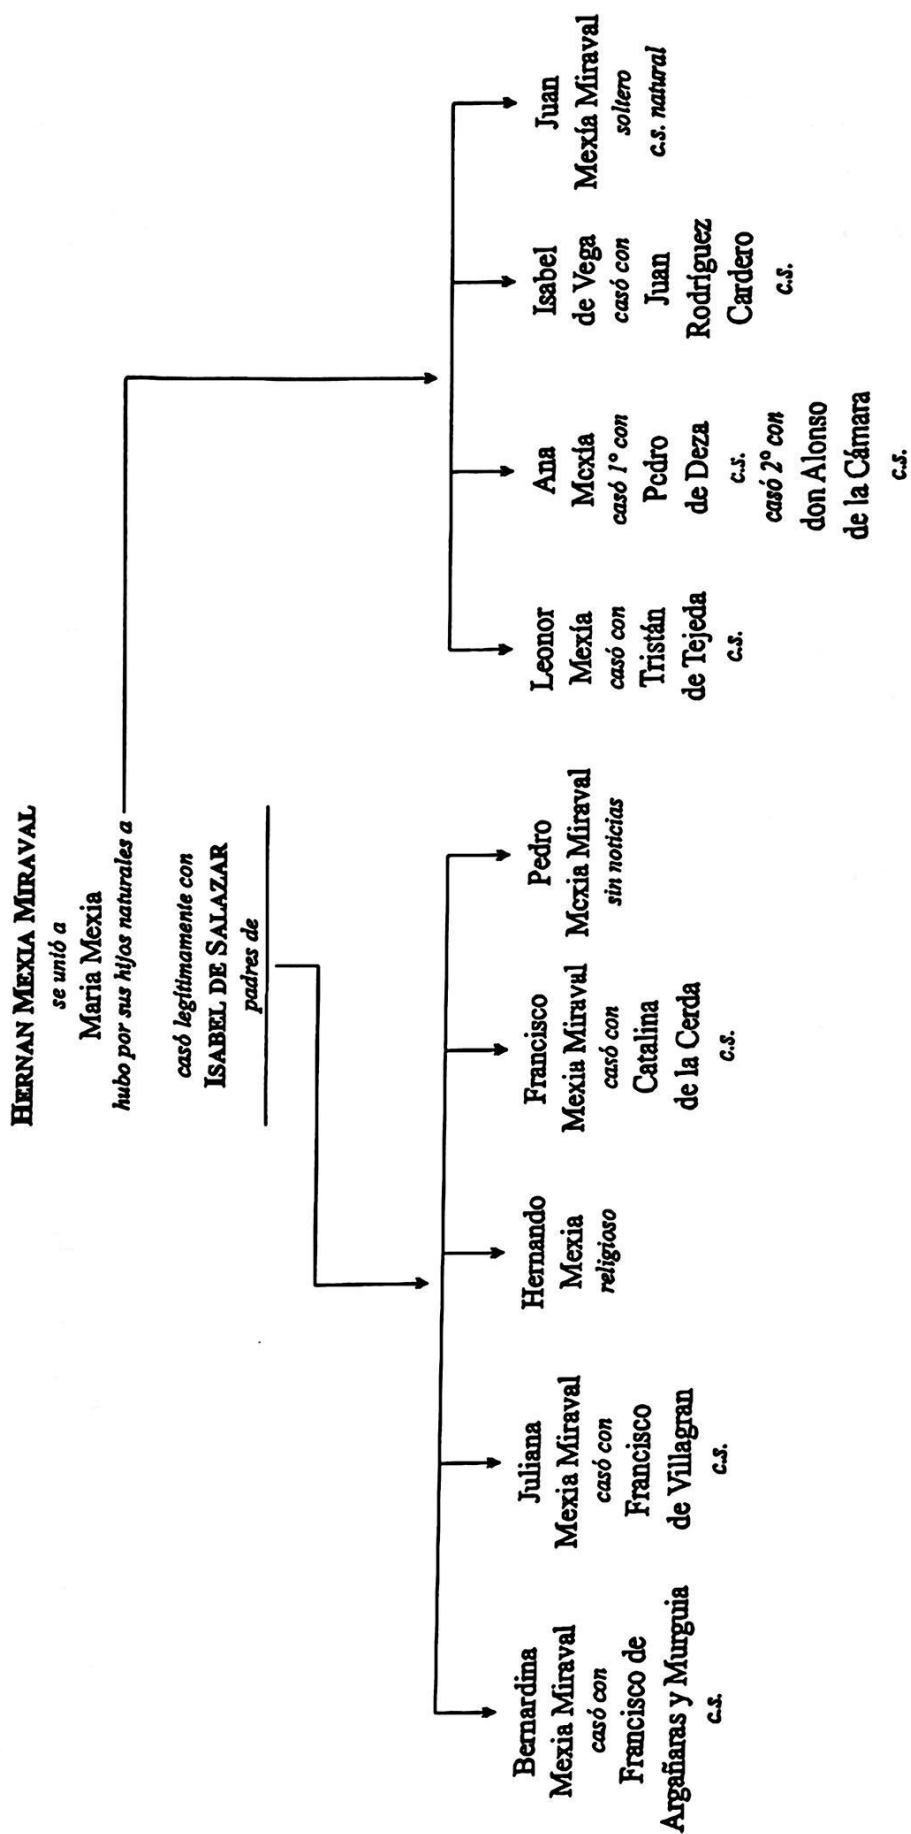 HERNAN MEXIA MIRAVAL
se unió a
Maria Mexia
hubo por sus hijos naturales a
casó legítimamente con
ISABEL DE SALAZAR
padres de
Bernardina
Mexia Miraval
casó con
Francisco de
Argañaras y Murguia
c.s.
Juliana
Mexia Miraval
casó con
Francisco
de Villagran
c.s.
Hernando
Mexia
religioso
Francisco
Mexia Miraval
casó con
Catalina
de la Cerda
c.s.
Pedro
Mexia Miraval
sin noticias
Leonor
Mexía
casó con
Tristán
de Tejeda
c.s.
Ana
Mexía
casó 1º con
Pedro
de Deza
c.s.
casó 2º con
don Alonso
de la Cámara
c.s.
Isabel
de Vega
casó con
Juan
Rodríguez
Cardero
c.s.
Juan
Mexía Miraval
soltero
c.s. natural